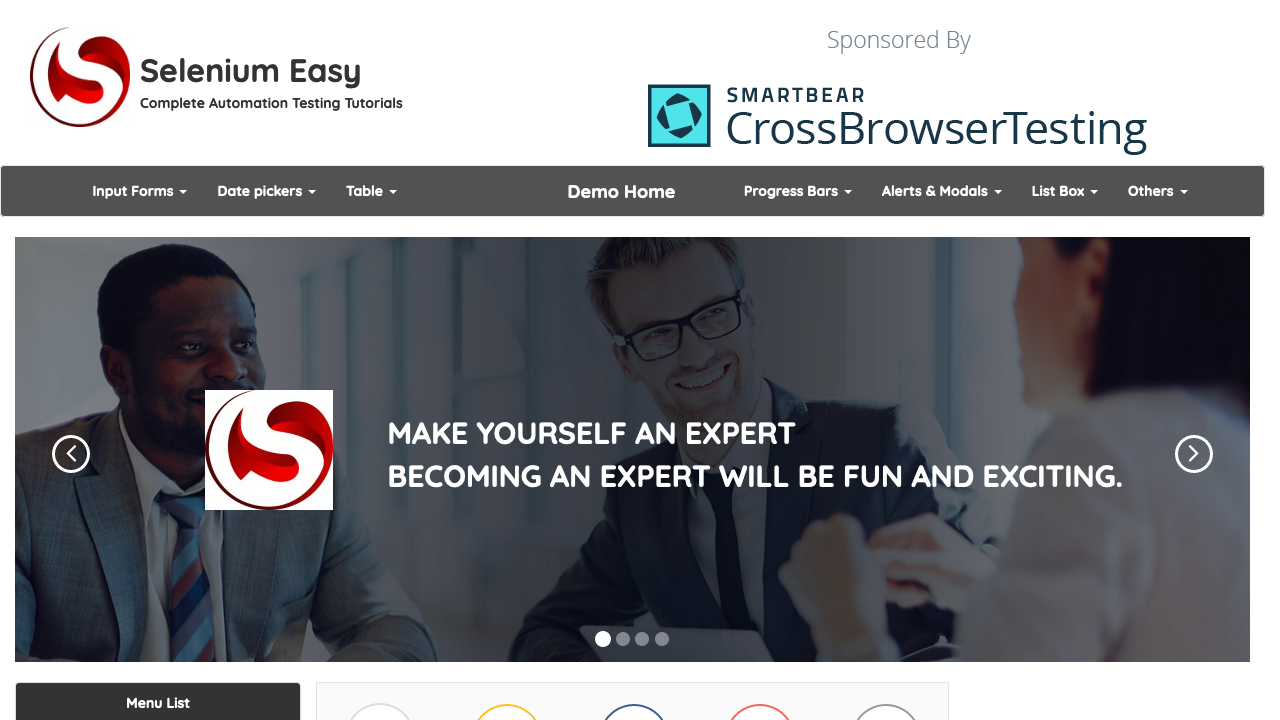 Selenium Easy
Complete Automation Testing Tutorials
Sponsored By
SMARTBEAR
CrossBrowserTesting
Input Forms
Date pickers
Table
Demo Home
Progress Bars
Alerts & Modals
List Box
Others
MAKE YOURSELF AN EXPERT
BECOMING AN EXPERT WILL BE FUN AND EXCITING.
Menu List